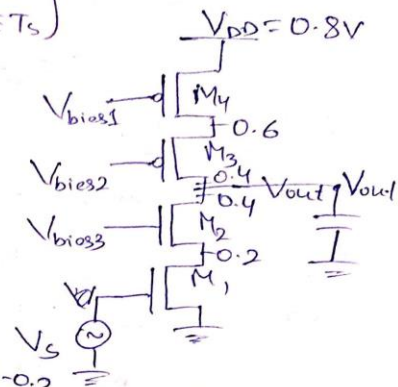 = Ts)
VDD = 0.8V
Vbias1
M4
0.6
Vbias2
M3
0.4
Vout Vout
0.4
Vbias3
M2
0.2
M1
Vs
-0.2